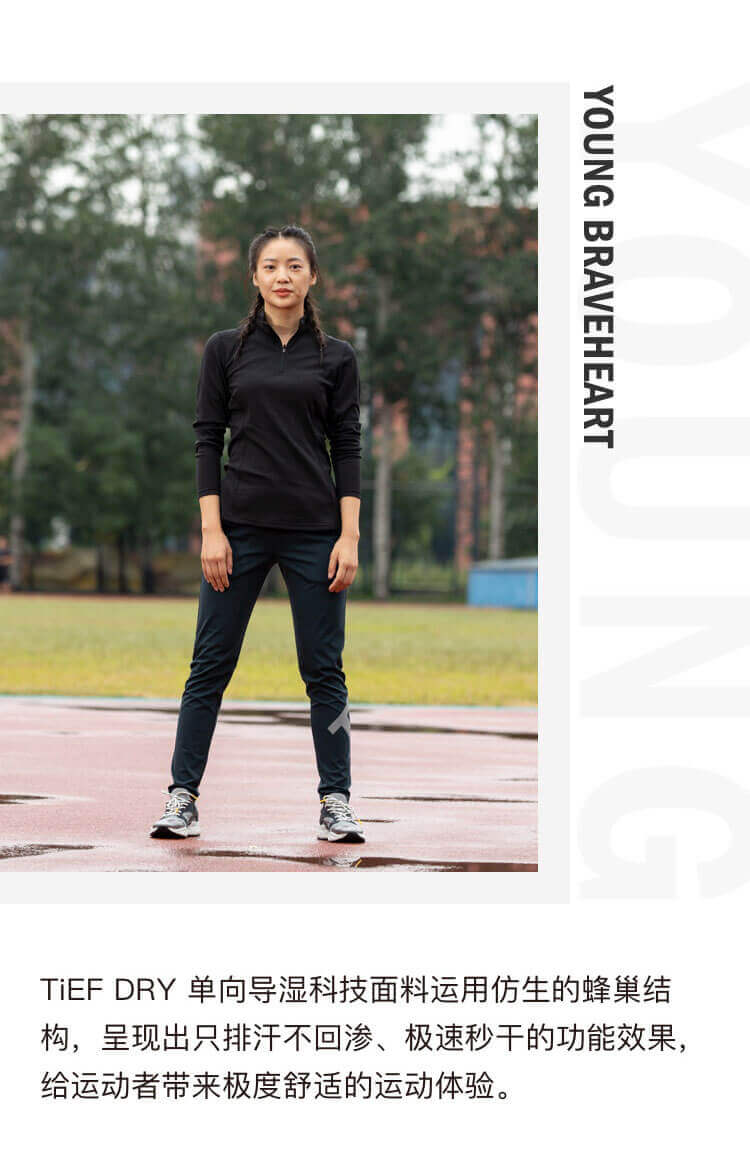 YOUNG BRAVEHEART
YOUNG
TiEF DRY 单向导湿科技面料运用仿生的蜂巢结
构，呈现出只排汗不回渗、极速秒干的功能效果，
给运动者带来极度舒适的运动体验。